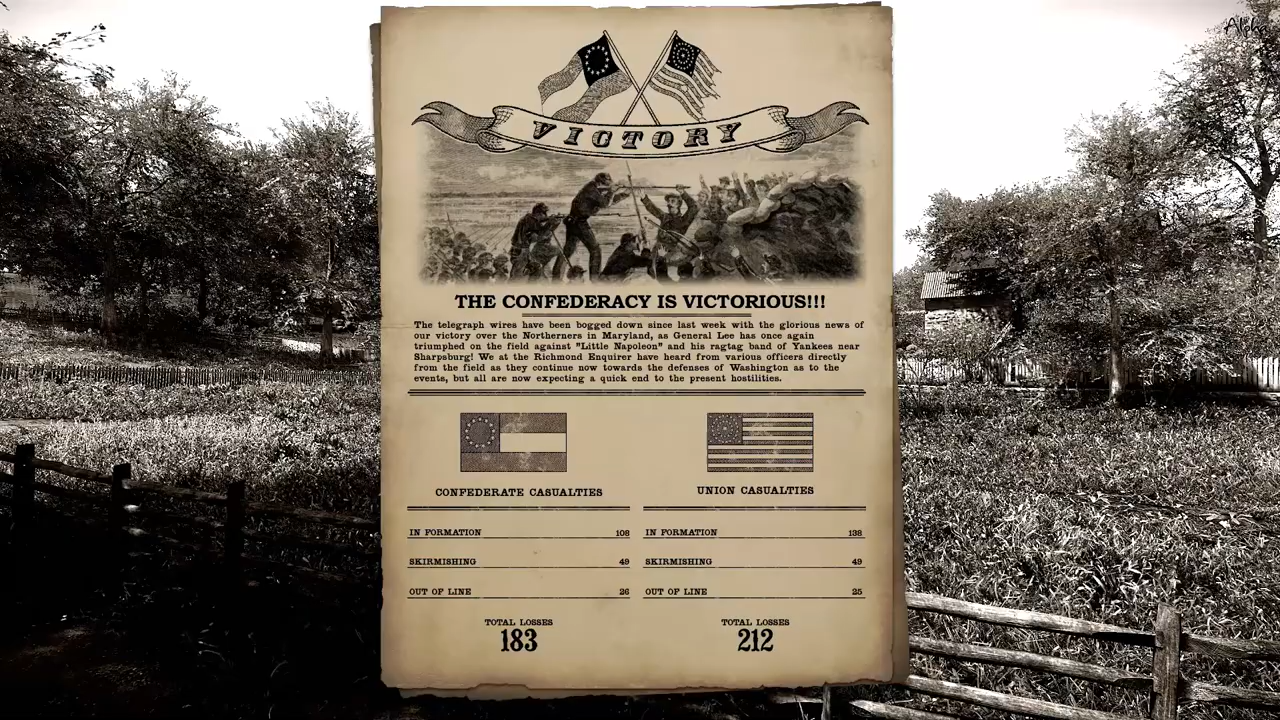 Alpha
VICTORY
THE CONFEDERACY IS VICTORIOUS!!!
The telegraph wires have been bogged down since last week with the glorious news of
our victory over the Northerners in Maryland, as General Lee has once again
triumphed on the field against "Little Napoleon" and his ragtag band of Yankees near
Sharpsburg! We at the Richmond Enquirer have heard from various officers directly
from the field as they continue now towards the defenses of Washington as to the
events, but all are now expecting a quick end to the present hostilities.
CONFEDERATE CASUALTIES
IN FORMATION 108
SKIRMISHING 49
OUT OF LINE 26
TOTAL LOSSES
183
UNION CASUALTIES
IN FORMATION 138
SKIRMISHING 49
OUT OF LINE 25
TOTAL LOSSES
212